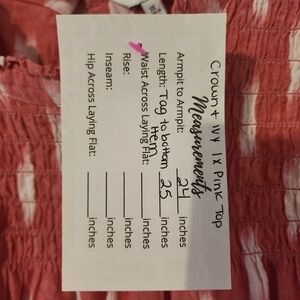 Crown + Ivy 1X Pink Top
Measurements
Armpit to Armpit: 24 inches
Length: Tag to bottom Hem 25 inches
Waist Across Laying Flat: inches
Rise: inches
Inseam: inches
Hip Across Laying Flat: inches